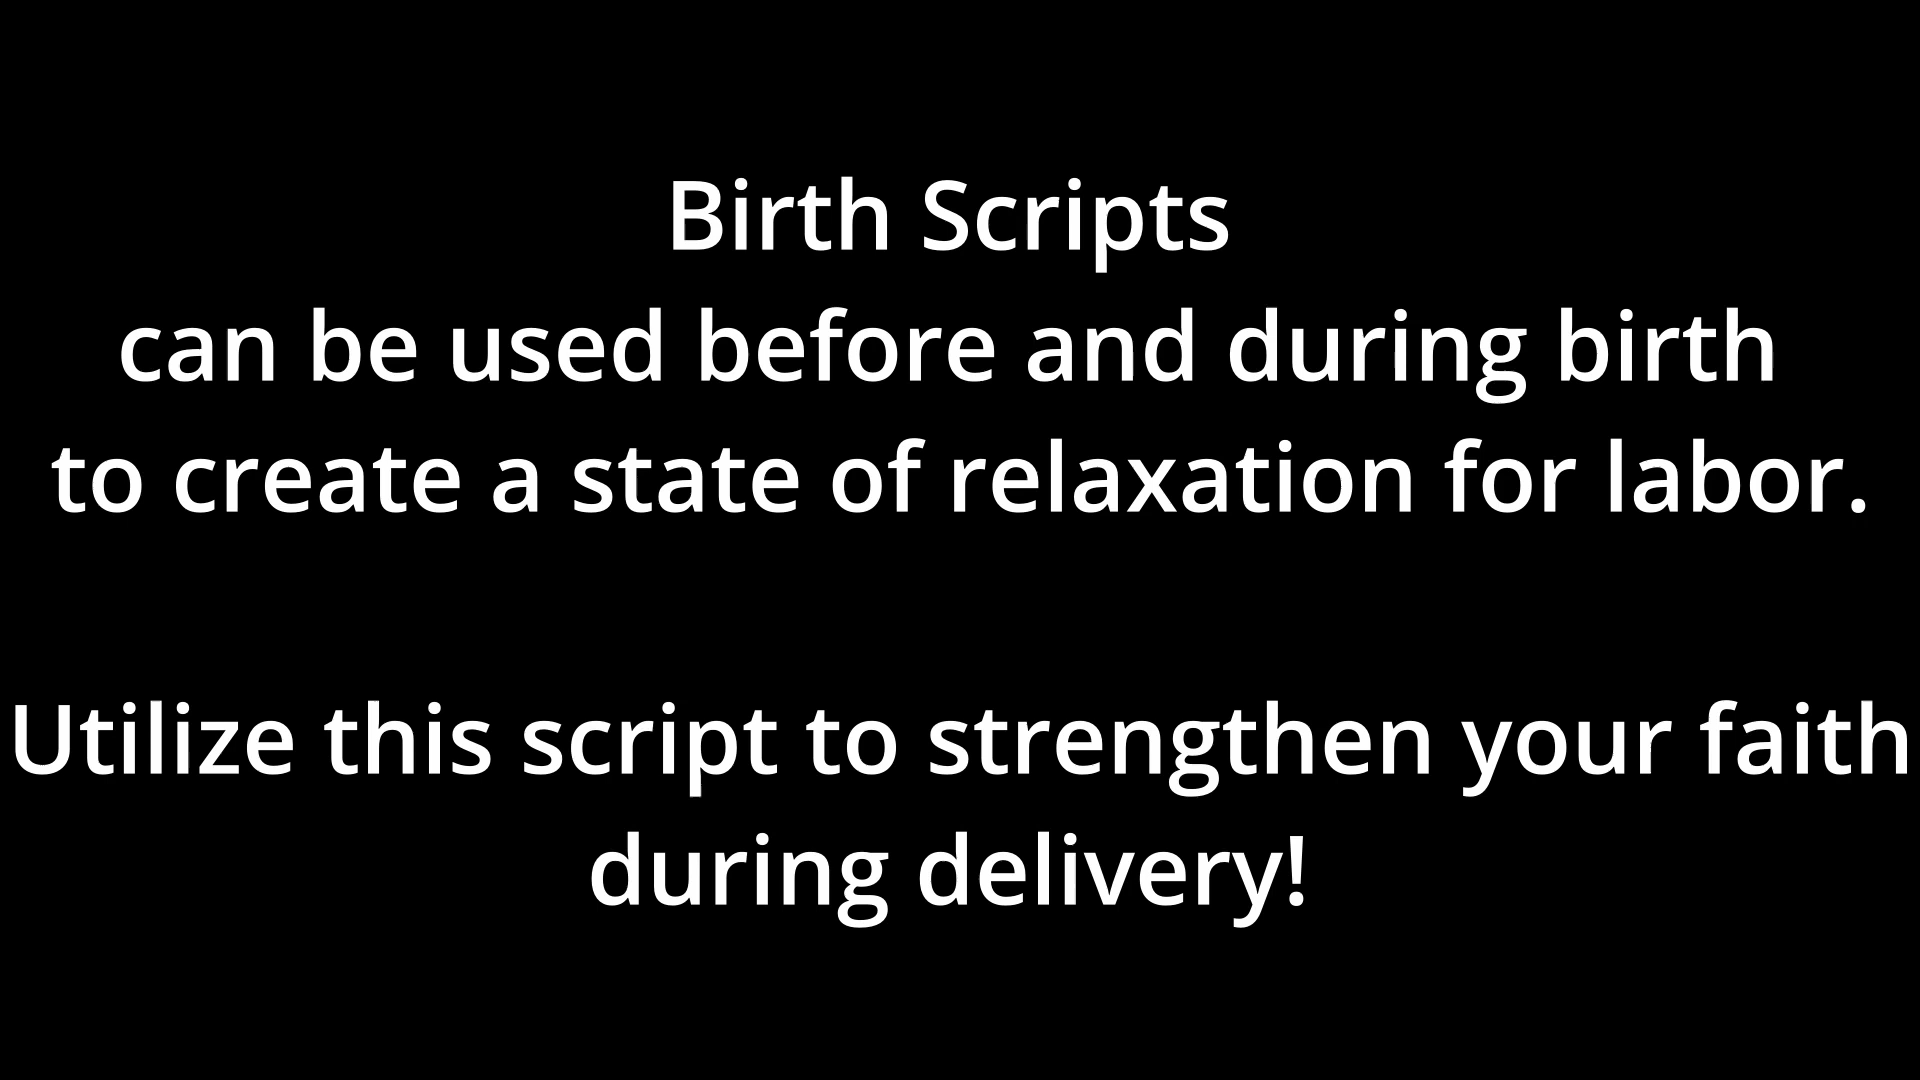 Birth Scripts
can be used before and during birth
to create a state of relaxation for labor.
Utilize this script to strengthen your faith
during delivery!